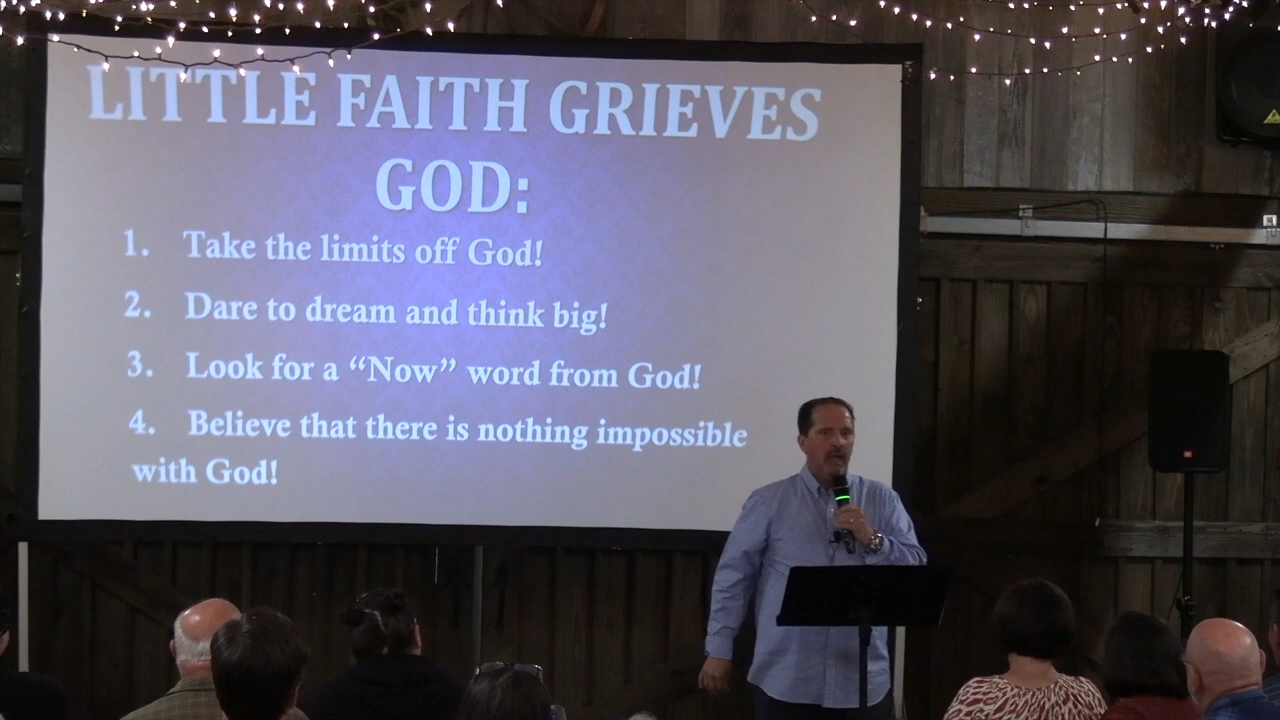 LITTLE FAITH GRIEVES
GOD:
1. Take the limits off God!
2. Dare to dream and think big!
3. Look for a “Now” word from God!
4. Believe that there is nothing impossible
with God!